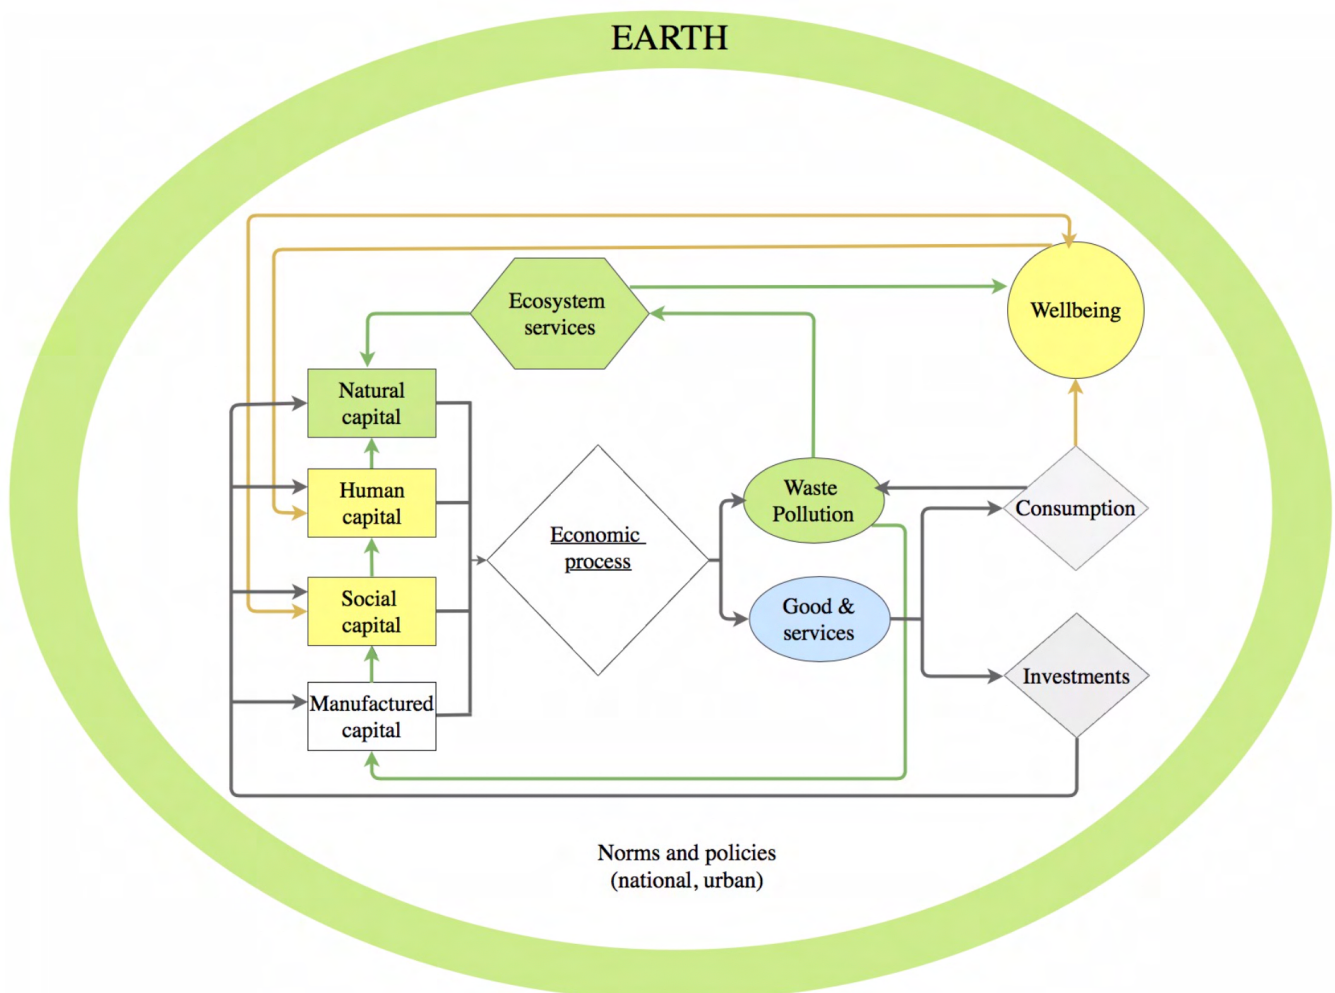 EARTH
Ecosystem
services
Wellbeing
Natural
capital
Human
capital
Waste
Pollution
Consumption
Economic
process
Social
capital
Good &
services
Investments
Manufactured
capital
Norms and policies
(national, urban)